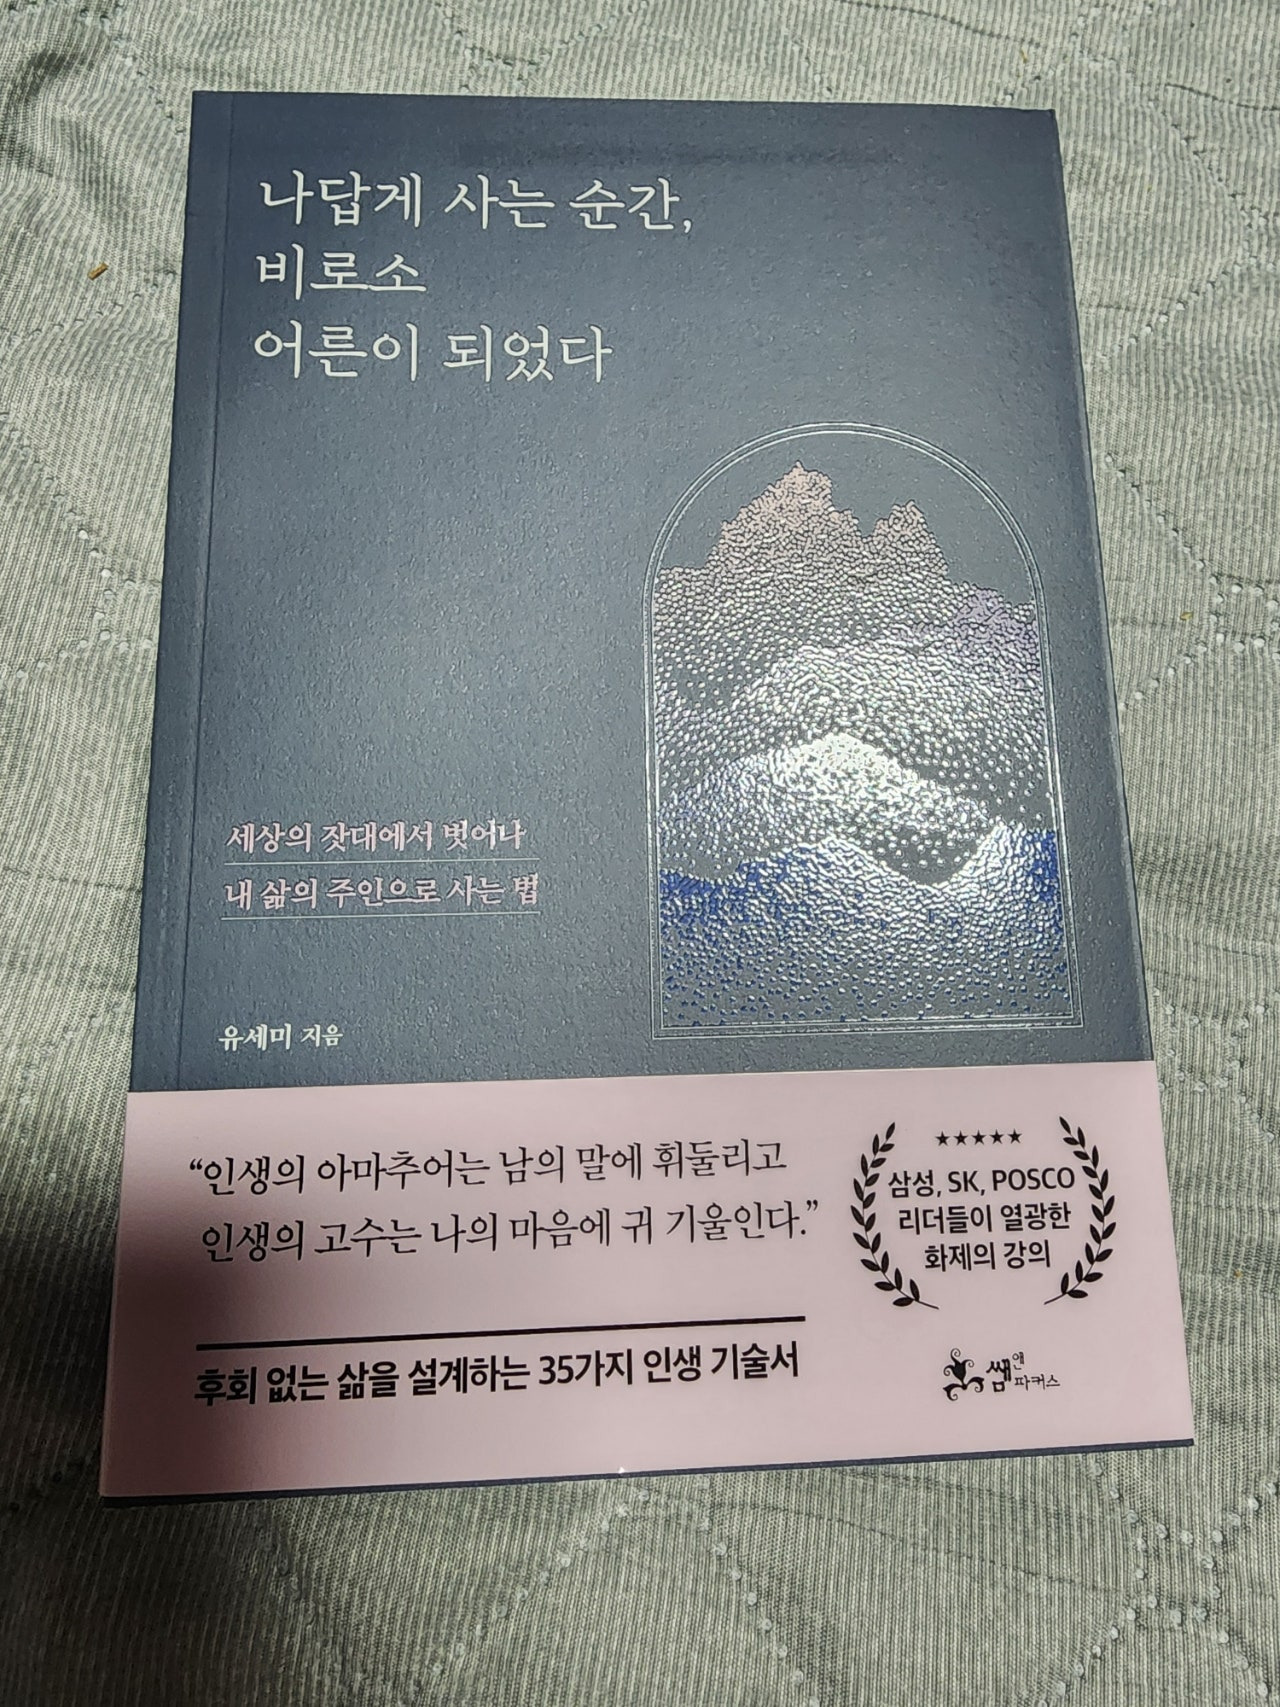 나답게 사는 순간,
비로소
어른이 되었다
세상의 잣대에서 벗어나
내 삶의 주인으로 사는 법
유세미 지음
“인생의 아마추어는 남의 말에 휘둘리고
인생의 고수는 나의 마음에 귀 기울인다.”
★★★★★
삼성, SK, POSCO
리더들이 열광한
화제의 강의
후회 없는 삶을 설계하는 35가지 인생 기술서
쌤앤파커스